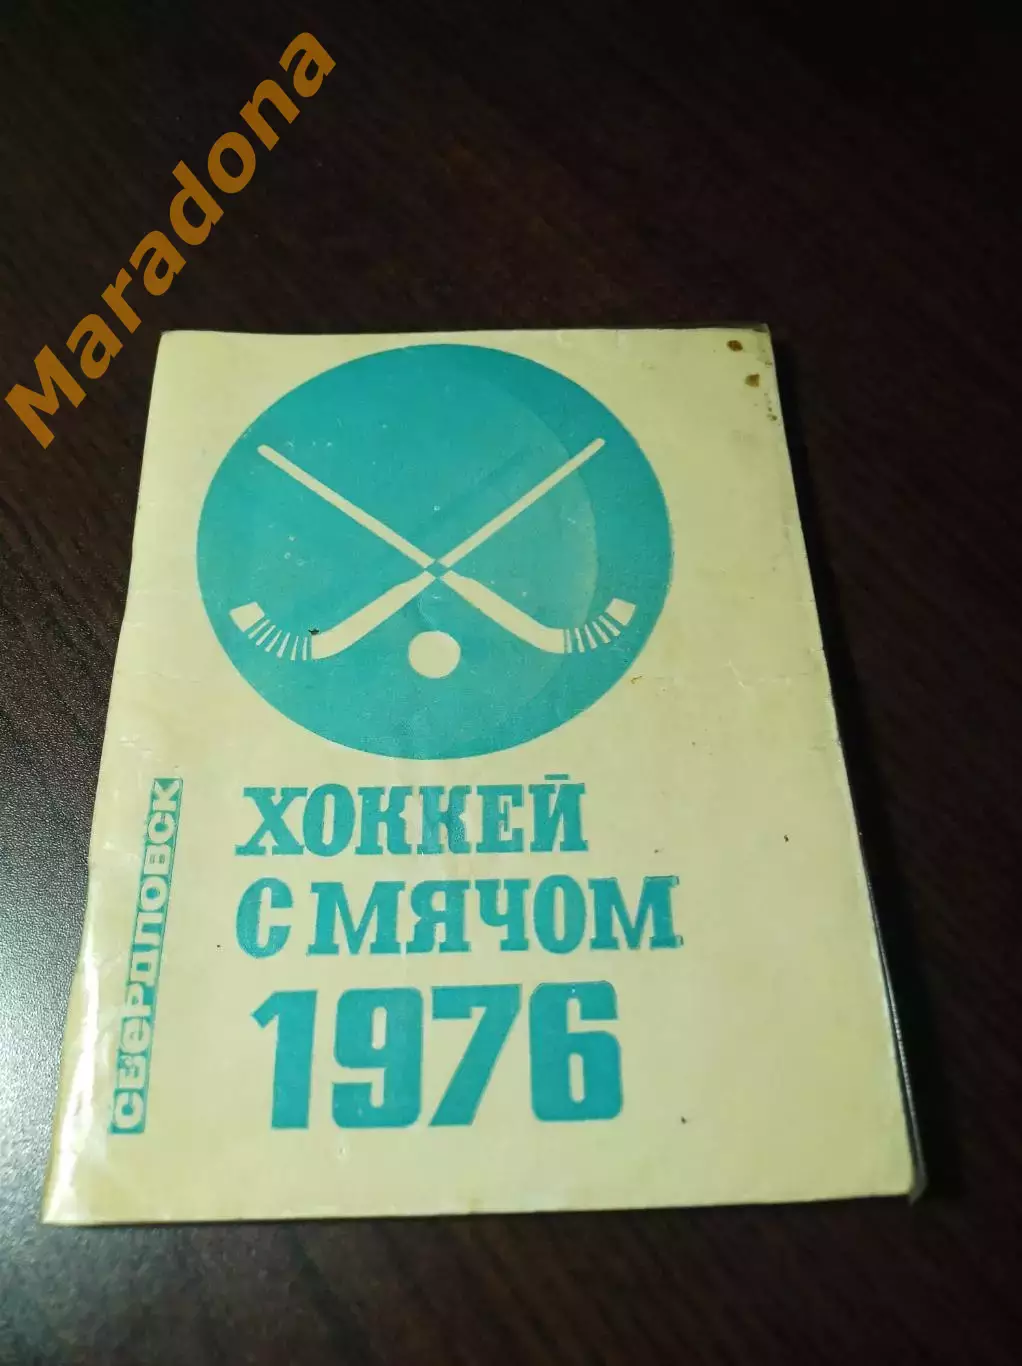 Maradona
ХОККЕЙ
С МЯЧОМ
1976
СВЕРДЛОВСК